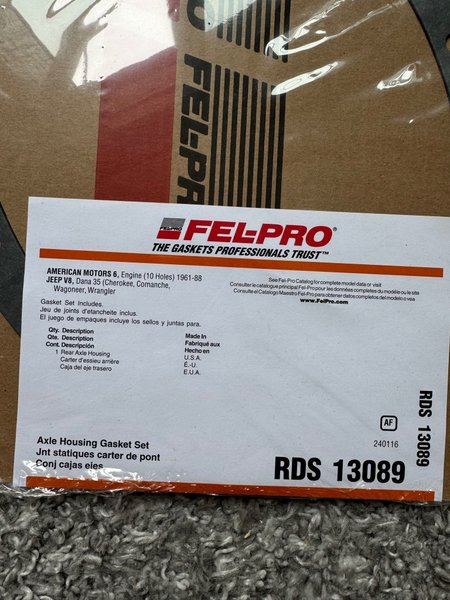 FEL-PRO
FEL-PRO
THE GASKETS PROFESSIONALS TRUST™
AMERICAN MOTORS 6, Engine (10 Holes) 1961-88
JEEP V8, Dana 35 (Cherokee, Comanche,
Wagoneer, Wrangler
See Fel-Pro Catalog for complete model data or visit
Consulter le catalogue principal Fel-Pro pour les données complètes du modèle ou le site
Consulte el Catálogo Maestro Fel-Pro para obtener datos completos del modelo o vea
www.FelPro.com
Gasket Set Includes.
Jeu de joints d'etancheite inclut.
El juego de empaques incluye los sellos y juntas para.
Qty. Description Made In
Qte. Description Fabriqué aux
Cont. Descripción Hecho en
1 Rear Axle Housing U.S.A.
Carter d'essieu arrière É.-U.
Caja del eje trasero E.U.A.
AF
240116
Axle Housing Gasket Set
Jnt statiques carter de pont
Conj cajas ejes
RDS 13089
RDS 13089